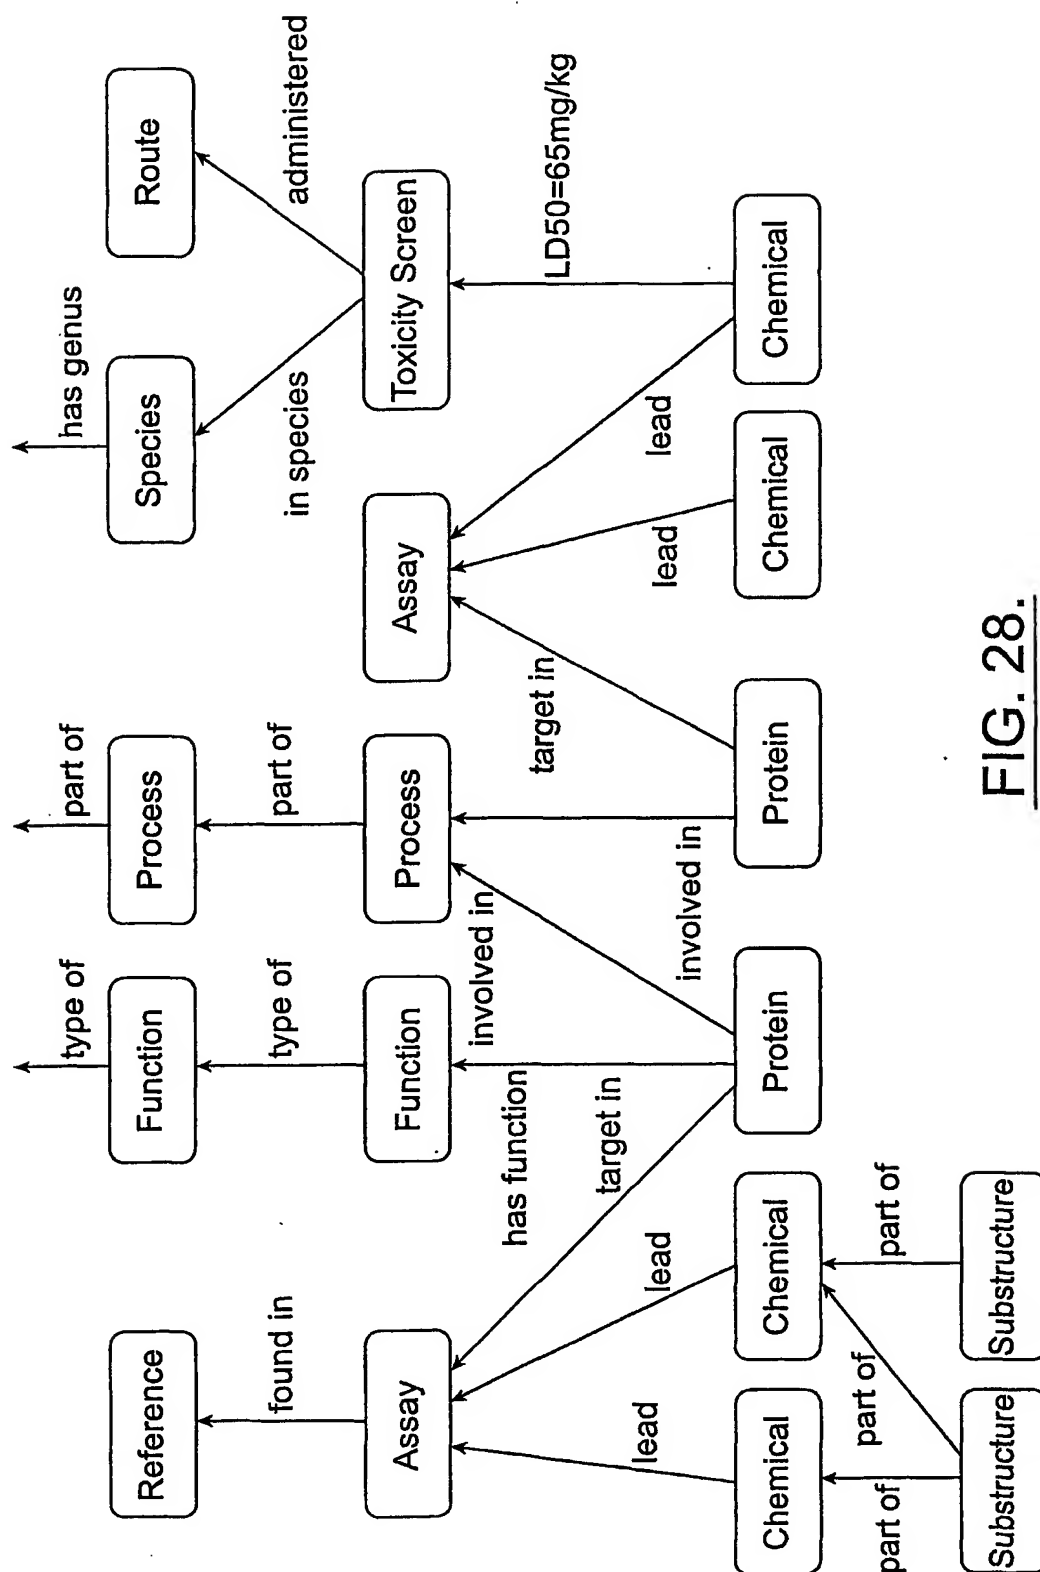 has genus
part of
type of
Route
Species
Process
Function
Reference
administered
in species
part of
type of
found in
Toxicity Screen
Assay
Process
Function
Assay
LD50=65mg/kg
lead
lead
target in
involved in
involved in
has function
target in
lead
lead
Chemical
Chemical
Protein
Protein
Chemical
Chemical
part of
part of
part of
Substructure
Substructure
FIG. 28.